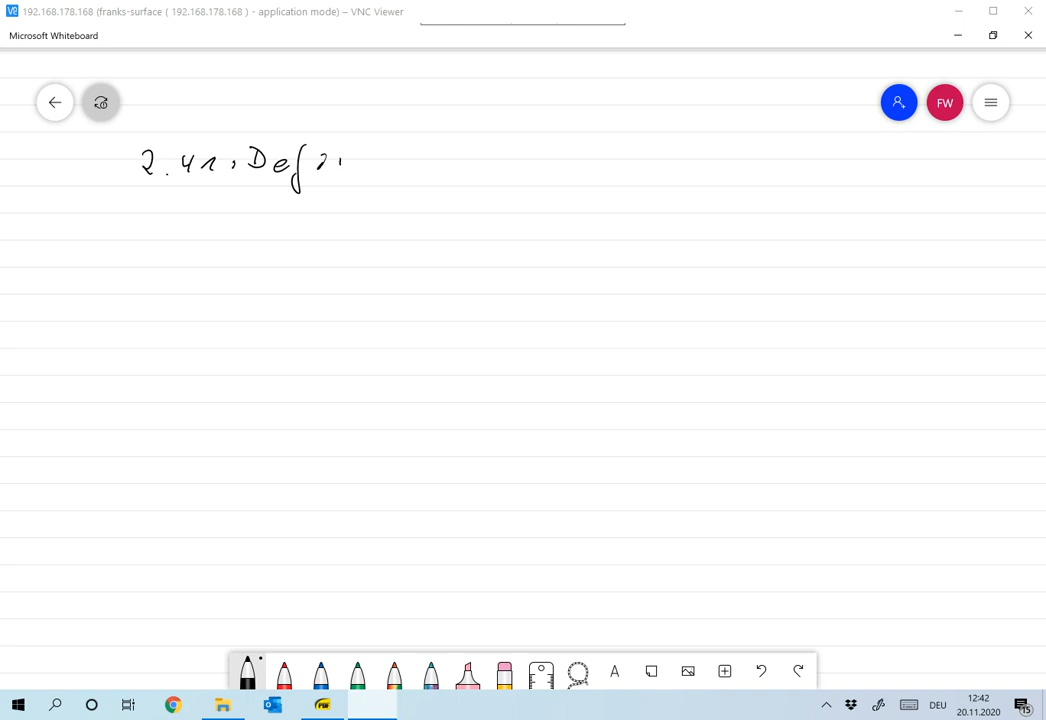 192.168.178.168 (franks-surface ( 192.168.178.168 ) - application mode) – VNC Viewer
Microsoft Whiteboard
FW
2.41. Def
A
DEU
12:42
20.11.2020
15